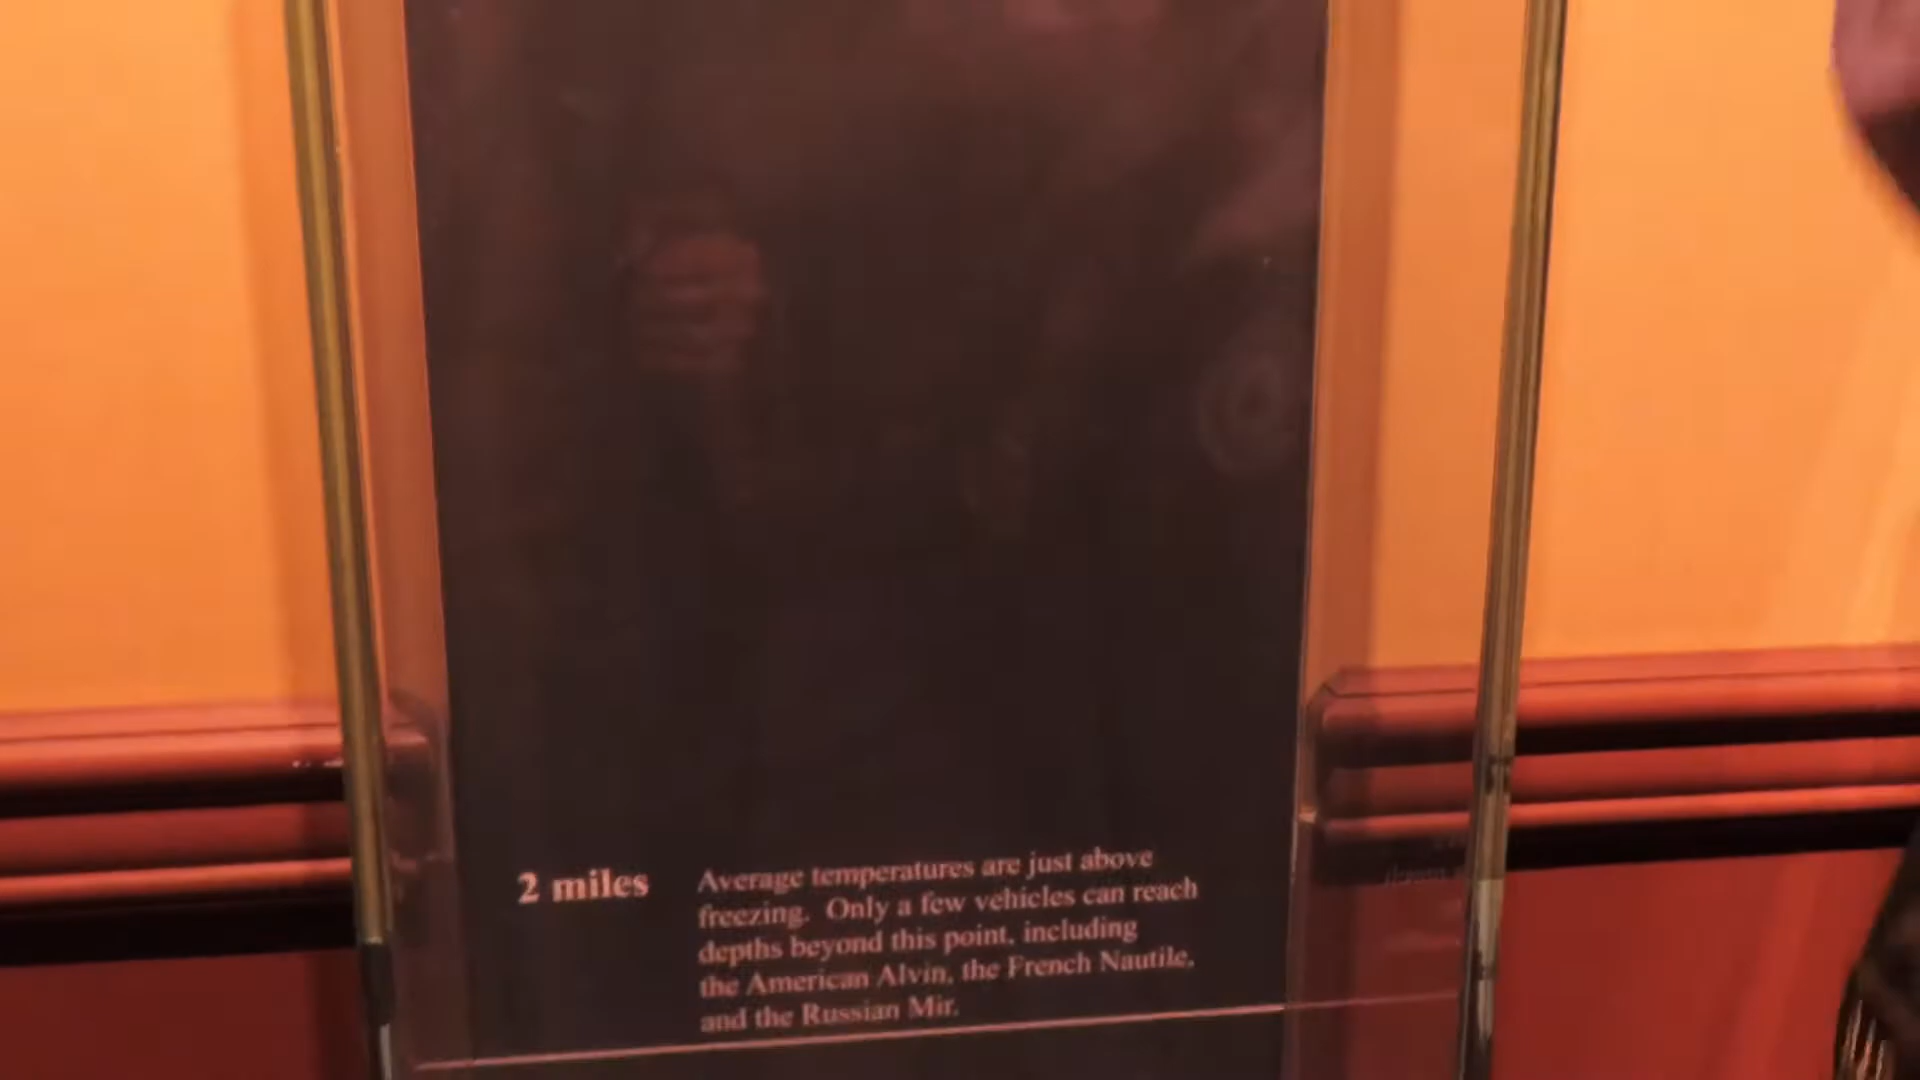 2 miles
Average temperatures are just above
freezing. Only a few vehicles can reach
depths beyond this point, including
the American Alvin, the French Nautile,
and the Russian Mir.